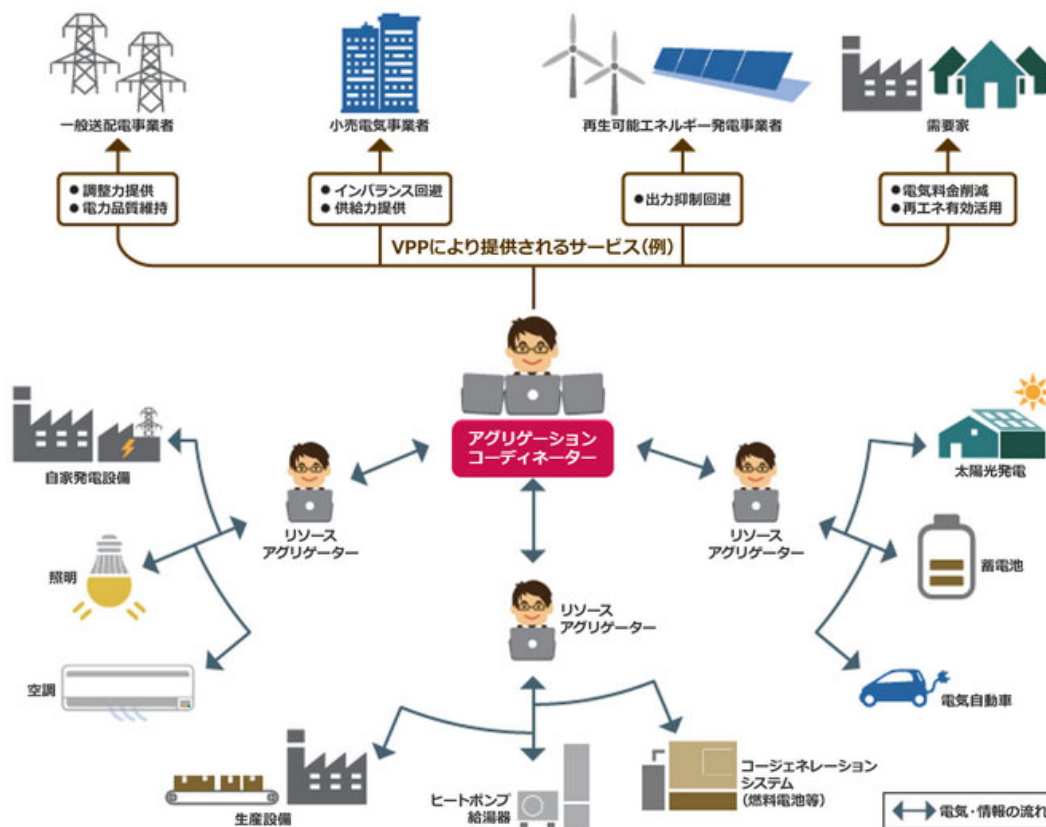 一般送配電事業者
小売電気事業者
再生可能エネルギー発電事業者
需要家
●調整力提供
●電力品質維持
●インバランス回避
●供給力提供
●出力抑制回避
●電気料金削減
●再エネ有効活用
VPPにより提供されるサービス（例）
アグリゲーション
コーディネーター
自家発電設備
リソース
アグリゲーター
リソース
アグリゲーター
太陽光発電
照明
蓄電池
リソース
アグリゲーター
空調
電気自動車
生産設備
ヒートポンプ
給湯器
コージェネレーション
システム
（燃料電池等）
電気・情報の流れ